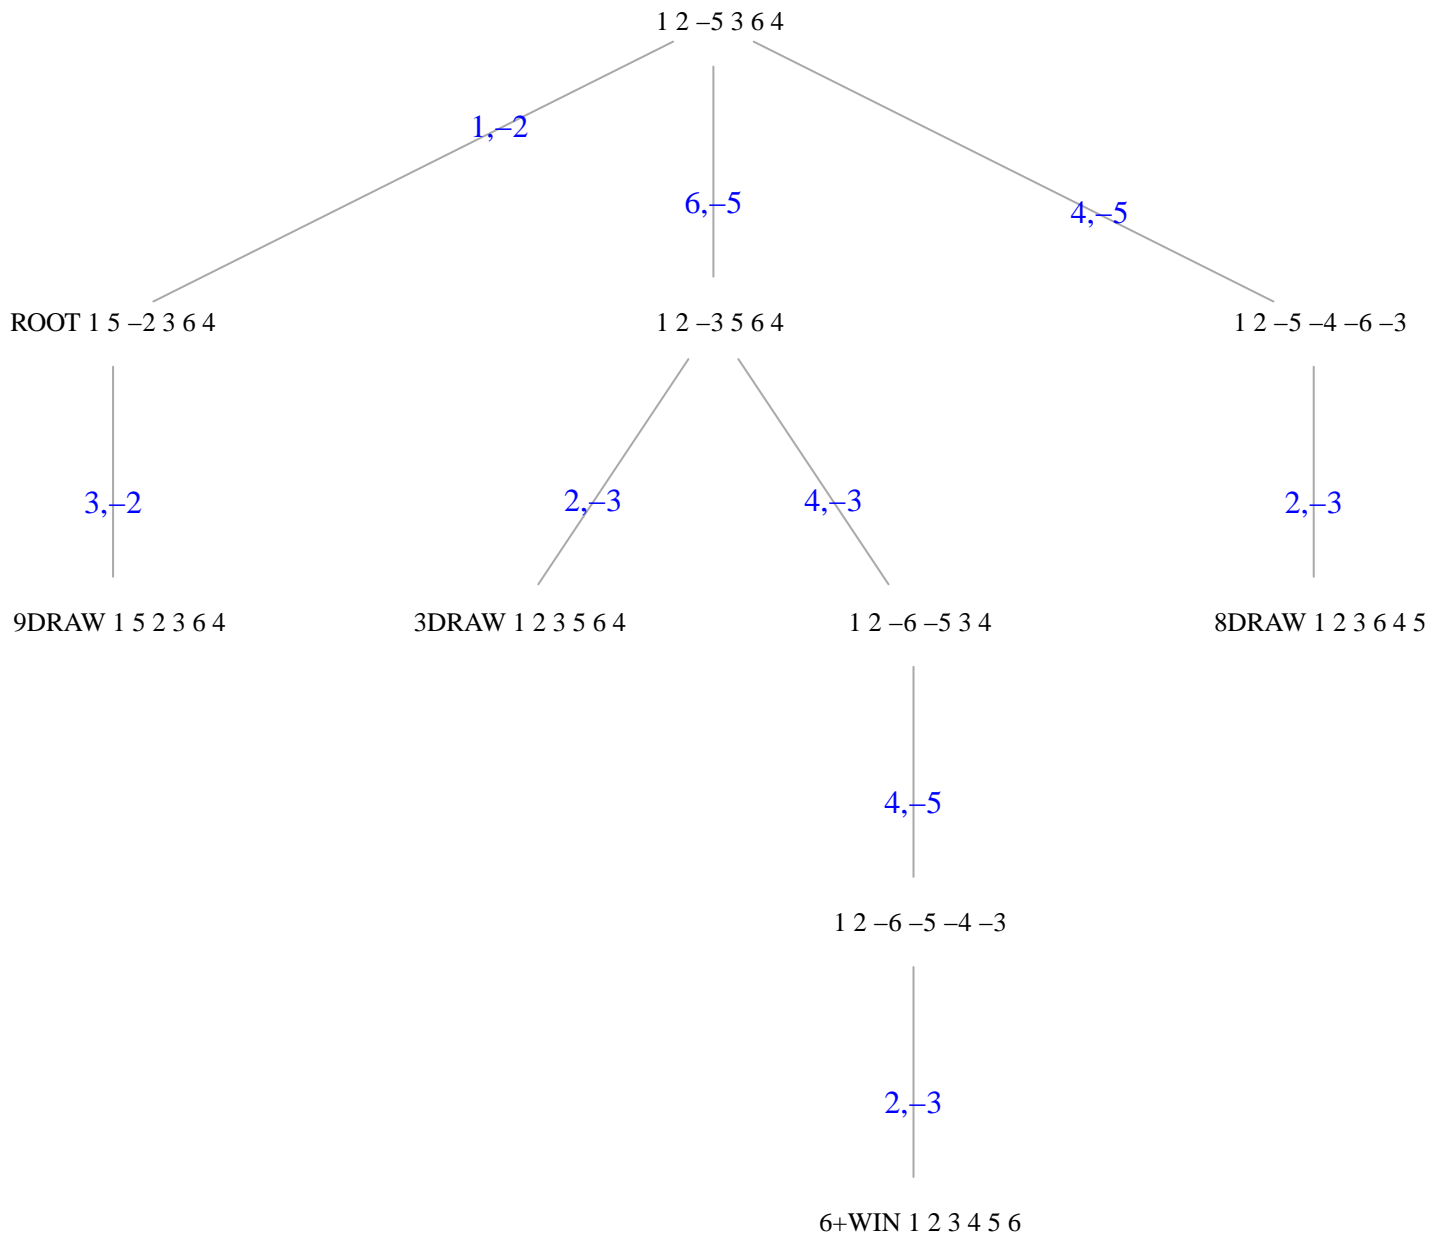 1 2 –5 3 6 4
1,–2
6,–5
4,–5
ROOT 1 5 –2 3 6 4
1 2 –3 5 6 4
1 2 –5 –4 –6 –3
3,–2
2,–3
4,–3
2,–3
9DRAW 1 5 2 3 6 4
3DRAW 1 2 3 5 6 4
1 2 –6 –5 3 4
8DRAW 1 2 3 6 4 5
4,–5
1 2 –6 –5 –4 –3
2,–3
6+WIN 1 2 3 4 5 6